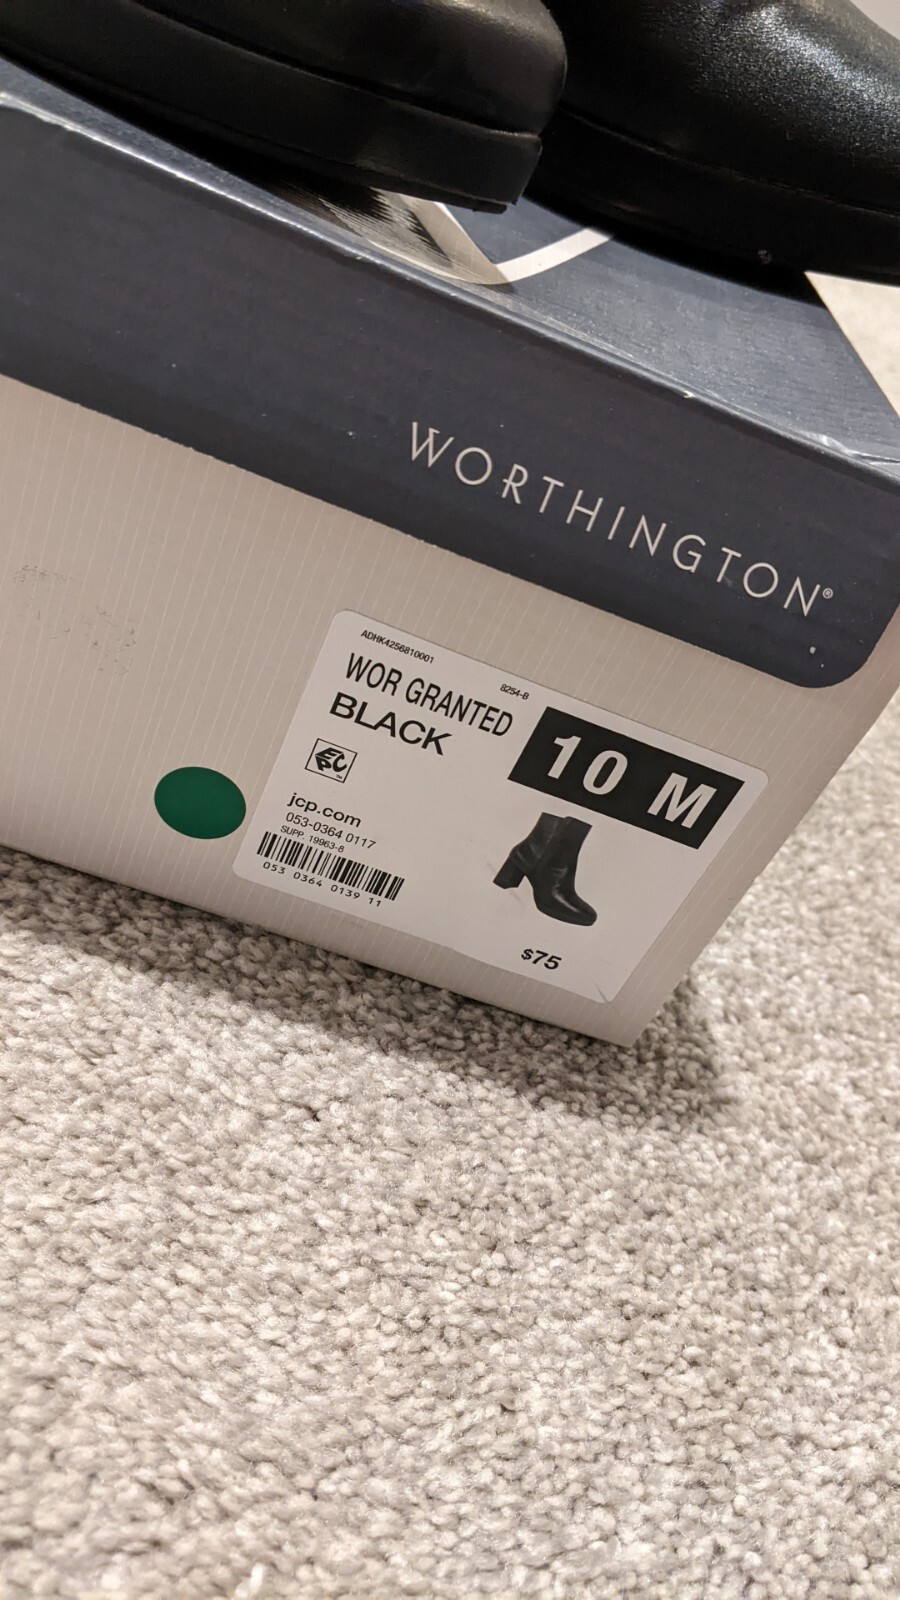 WORTHINGTON®
ADHK4256810001
8254-B
WOR GRANTED
BLACK
10 M
EPC™
jcp.com
053-0364 0117
SUPP. 19963-8
053 0364 0139 11
$75